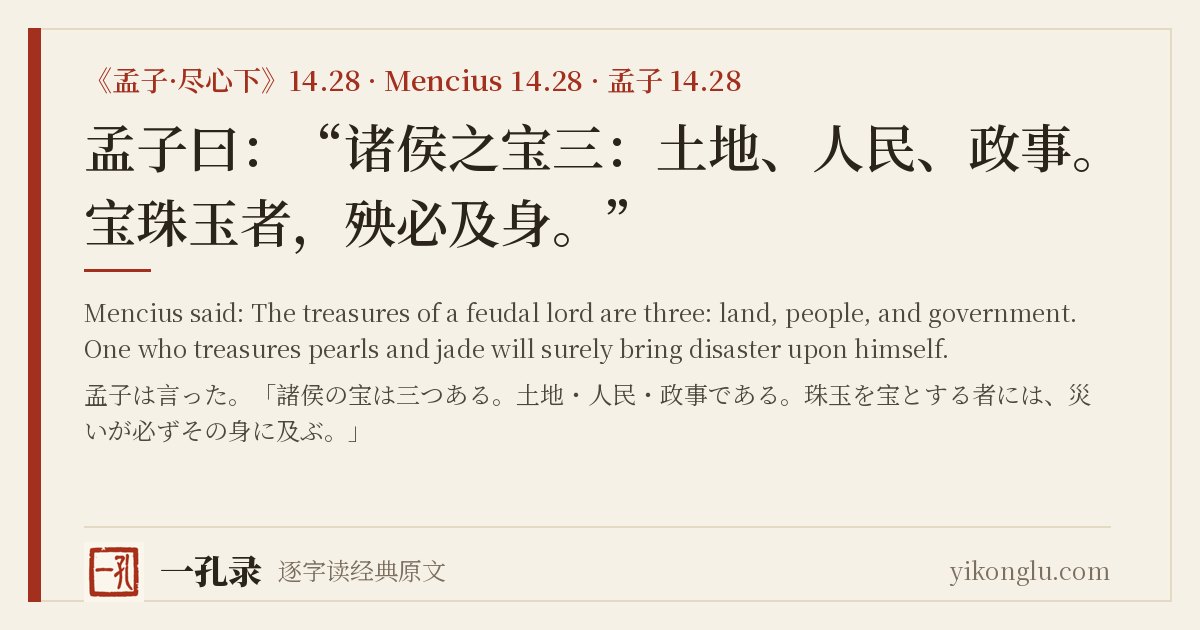 《孟子·尽心下》14.28 · Mencius 14.28 · 孟子 14.28
孟子曰：“诸侯之宝三：土地、人民、政事。
宝珠玉者，殃必及身。”
Mencius said: The treasures of a feudal lord are three: land, people, and government.
One who treasures pearls and jade will surely bring disaster upon himself.
孟子は言った。「諸侯の宝は三つある。土地・人民・政事である。珠玉を宝とする者には、災
いが必ずその身に及ぶ。」
一孔
一孔录 逐字读经典原文 yikonglu.com